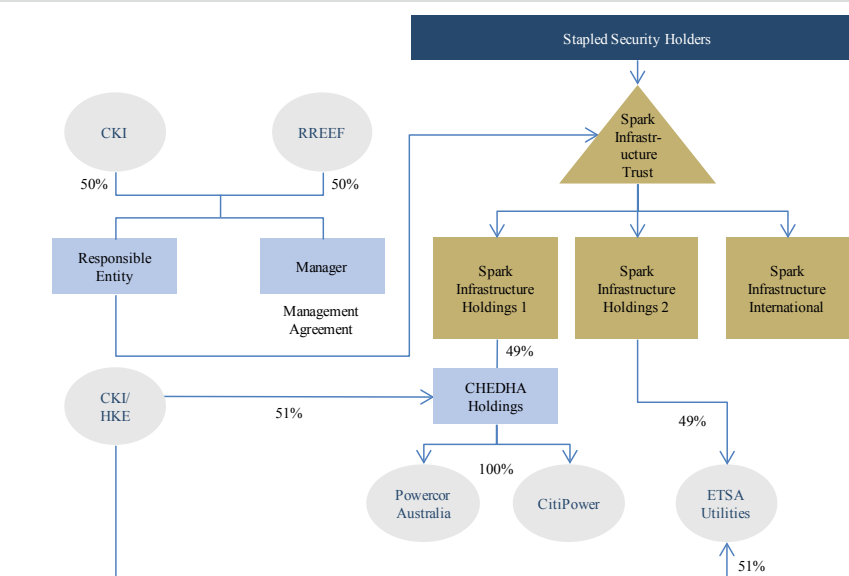 Stapled Security Holders
Spark
Infrastr-
ucture
Trust
CKI
RREEF
50%
50%
Responsible
Entity
Manager
Management
Agreement
Spark
Infrastructure
Holdings 1
Spark
Infrastructure
Holdings 2
Spark
Infrastructure
International
49%
CKI/
HKE
51%
CHEDHA
Holdings
49%
100%
Powercor
Australia
CitiPower
ETSA
Utilities
51%